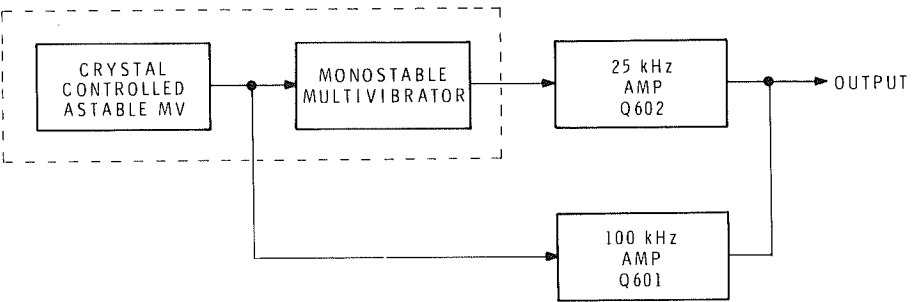 CRYSTAL
CONTROLLED
ASTABLE MV
MONOSTABLE
MULTIVIBRATOR
25 kHz
AMP
Q602
OUTPUT
100 kHz
AMP
Q601